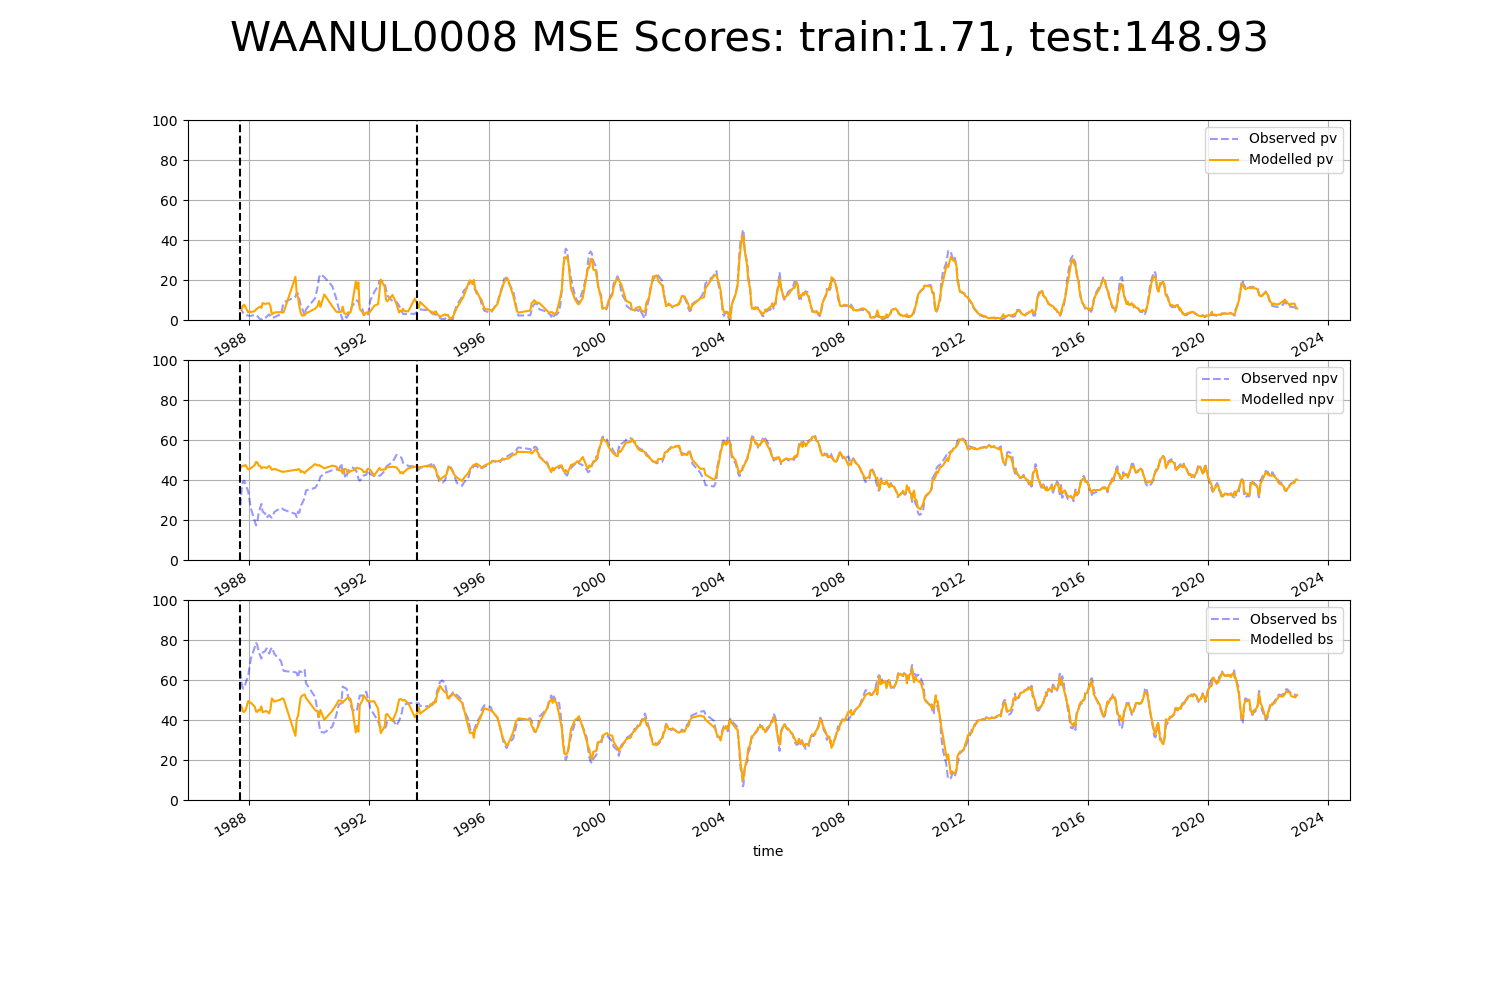 WAANUL0008 MSE Scores: train:1.71, test:148.93
100
80
60
40
20
0
Observed pv
Modelled pv
1988 1992 1996 2000 2004 2008 2012 2016 2020 2024
100
80
60
40
20
0
Observed npv
Modelled npv
1988 1992 1996 2000 2004 2008 2012 2016 2020 2024
100
80
60
40
20
0
Observed bs
Modelled bs
1988 1992 1996 2000 2004 2008 2012 2016 2020 2024
time